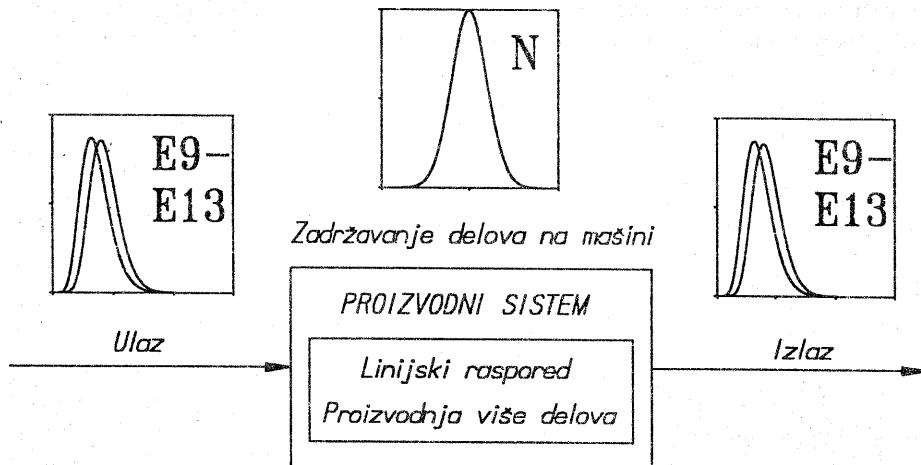 N
E9-
E13
E9-
E13
Zadržavanje delova na mašini
PROIZVODNI SISTEM
Ulaz
Izlaz
Linijski raspored
Proizvodnja više delova